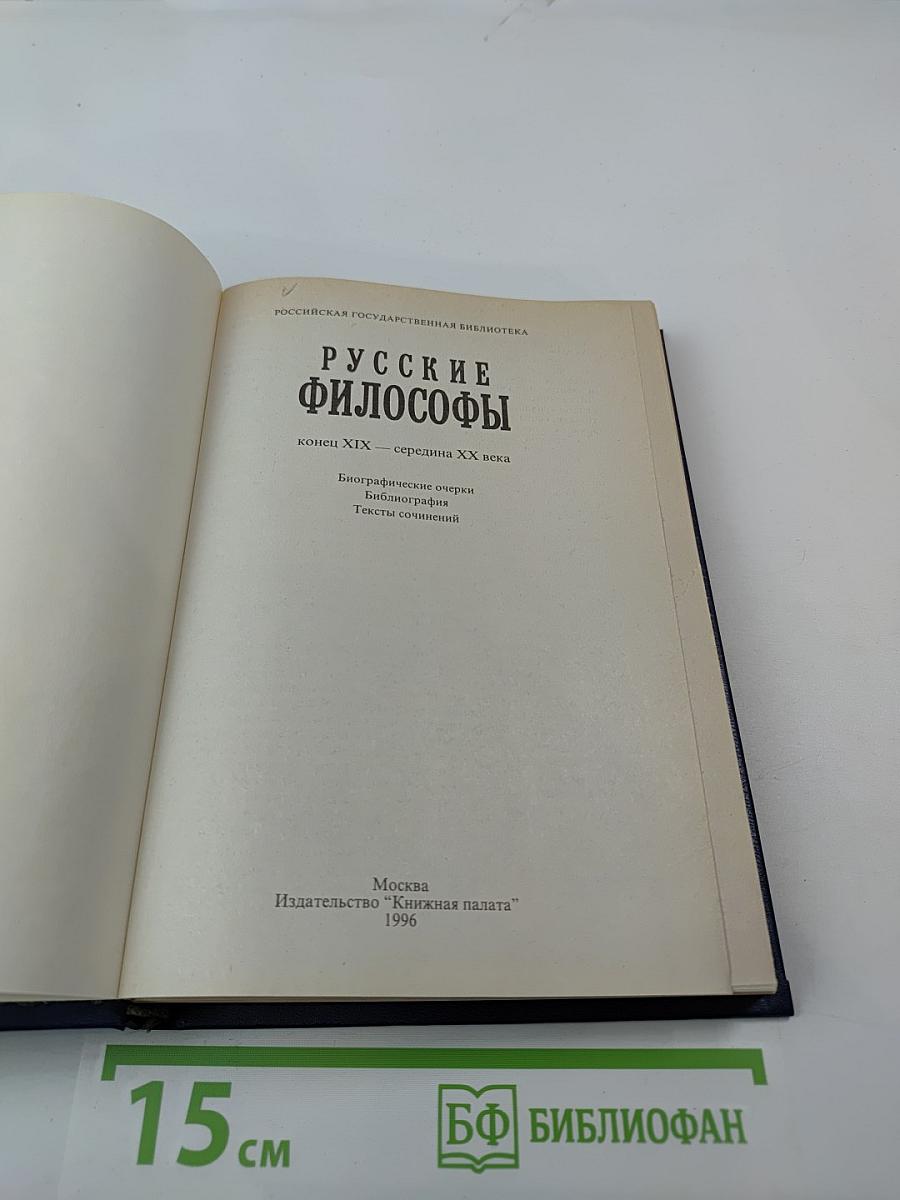 РОССИЙСКАЯ ГОСУДАРСТВЕННАЯ БИБЛИОТЕКА
РУССКИЕ
ФИЛОСОФЫ
конец XIX — середина XX века
Биографические очерки
Библиография
Тексты сочинений
Москва
Издательство “Книжная палата”
1996
15 см
БФ БИБЛИОФАН